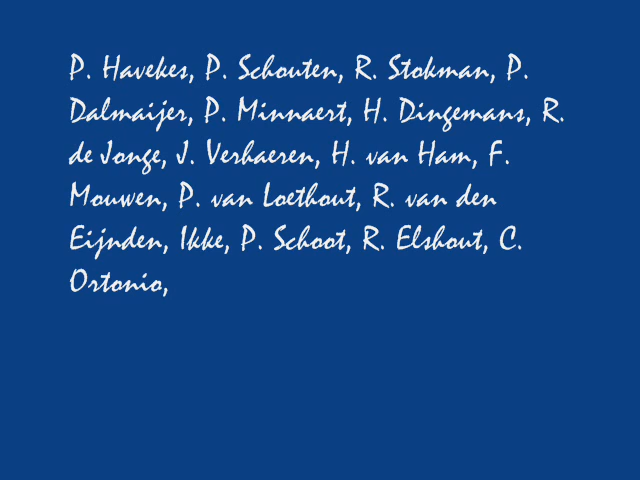 P. Havekes, P. Schouten, R. Stokman, P.
Dalmaijer, P. Minnaert, H. Dingemans, R.
de Jonge, J. Verhaeren, H. van Ham, F.
Mouwen, P. van Loethout, R. van den
Eijnden, Ikke, P. Schoot, R. Elshout, C.
Ortonio,